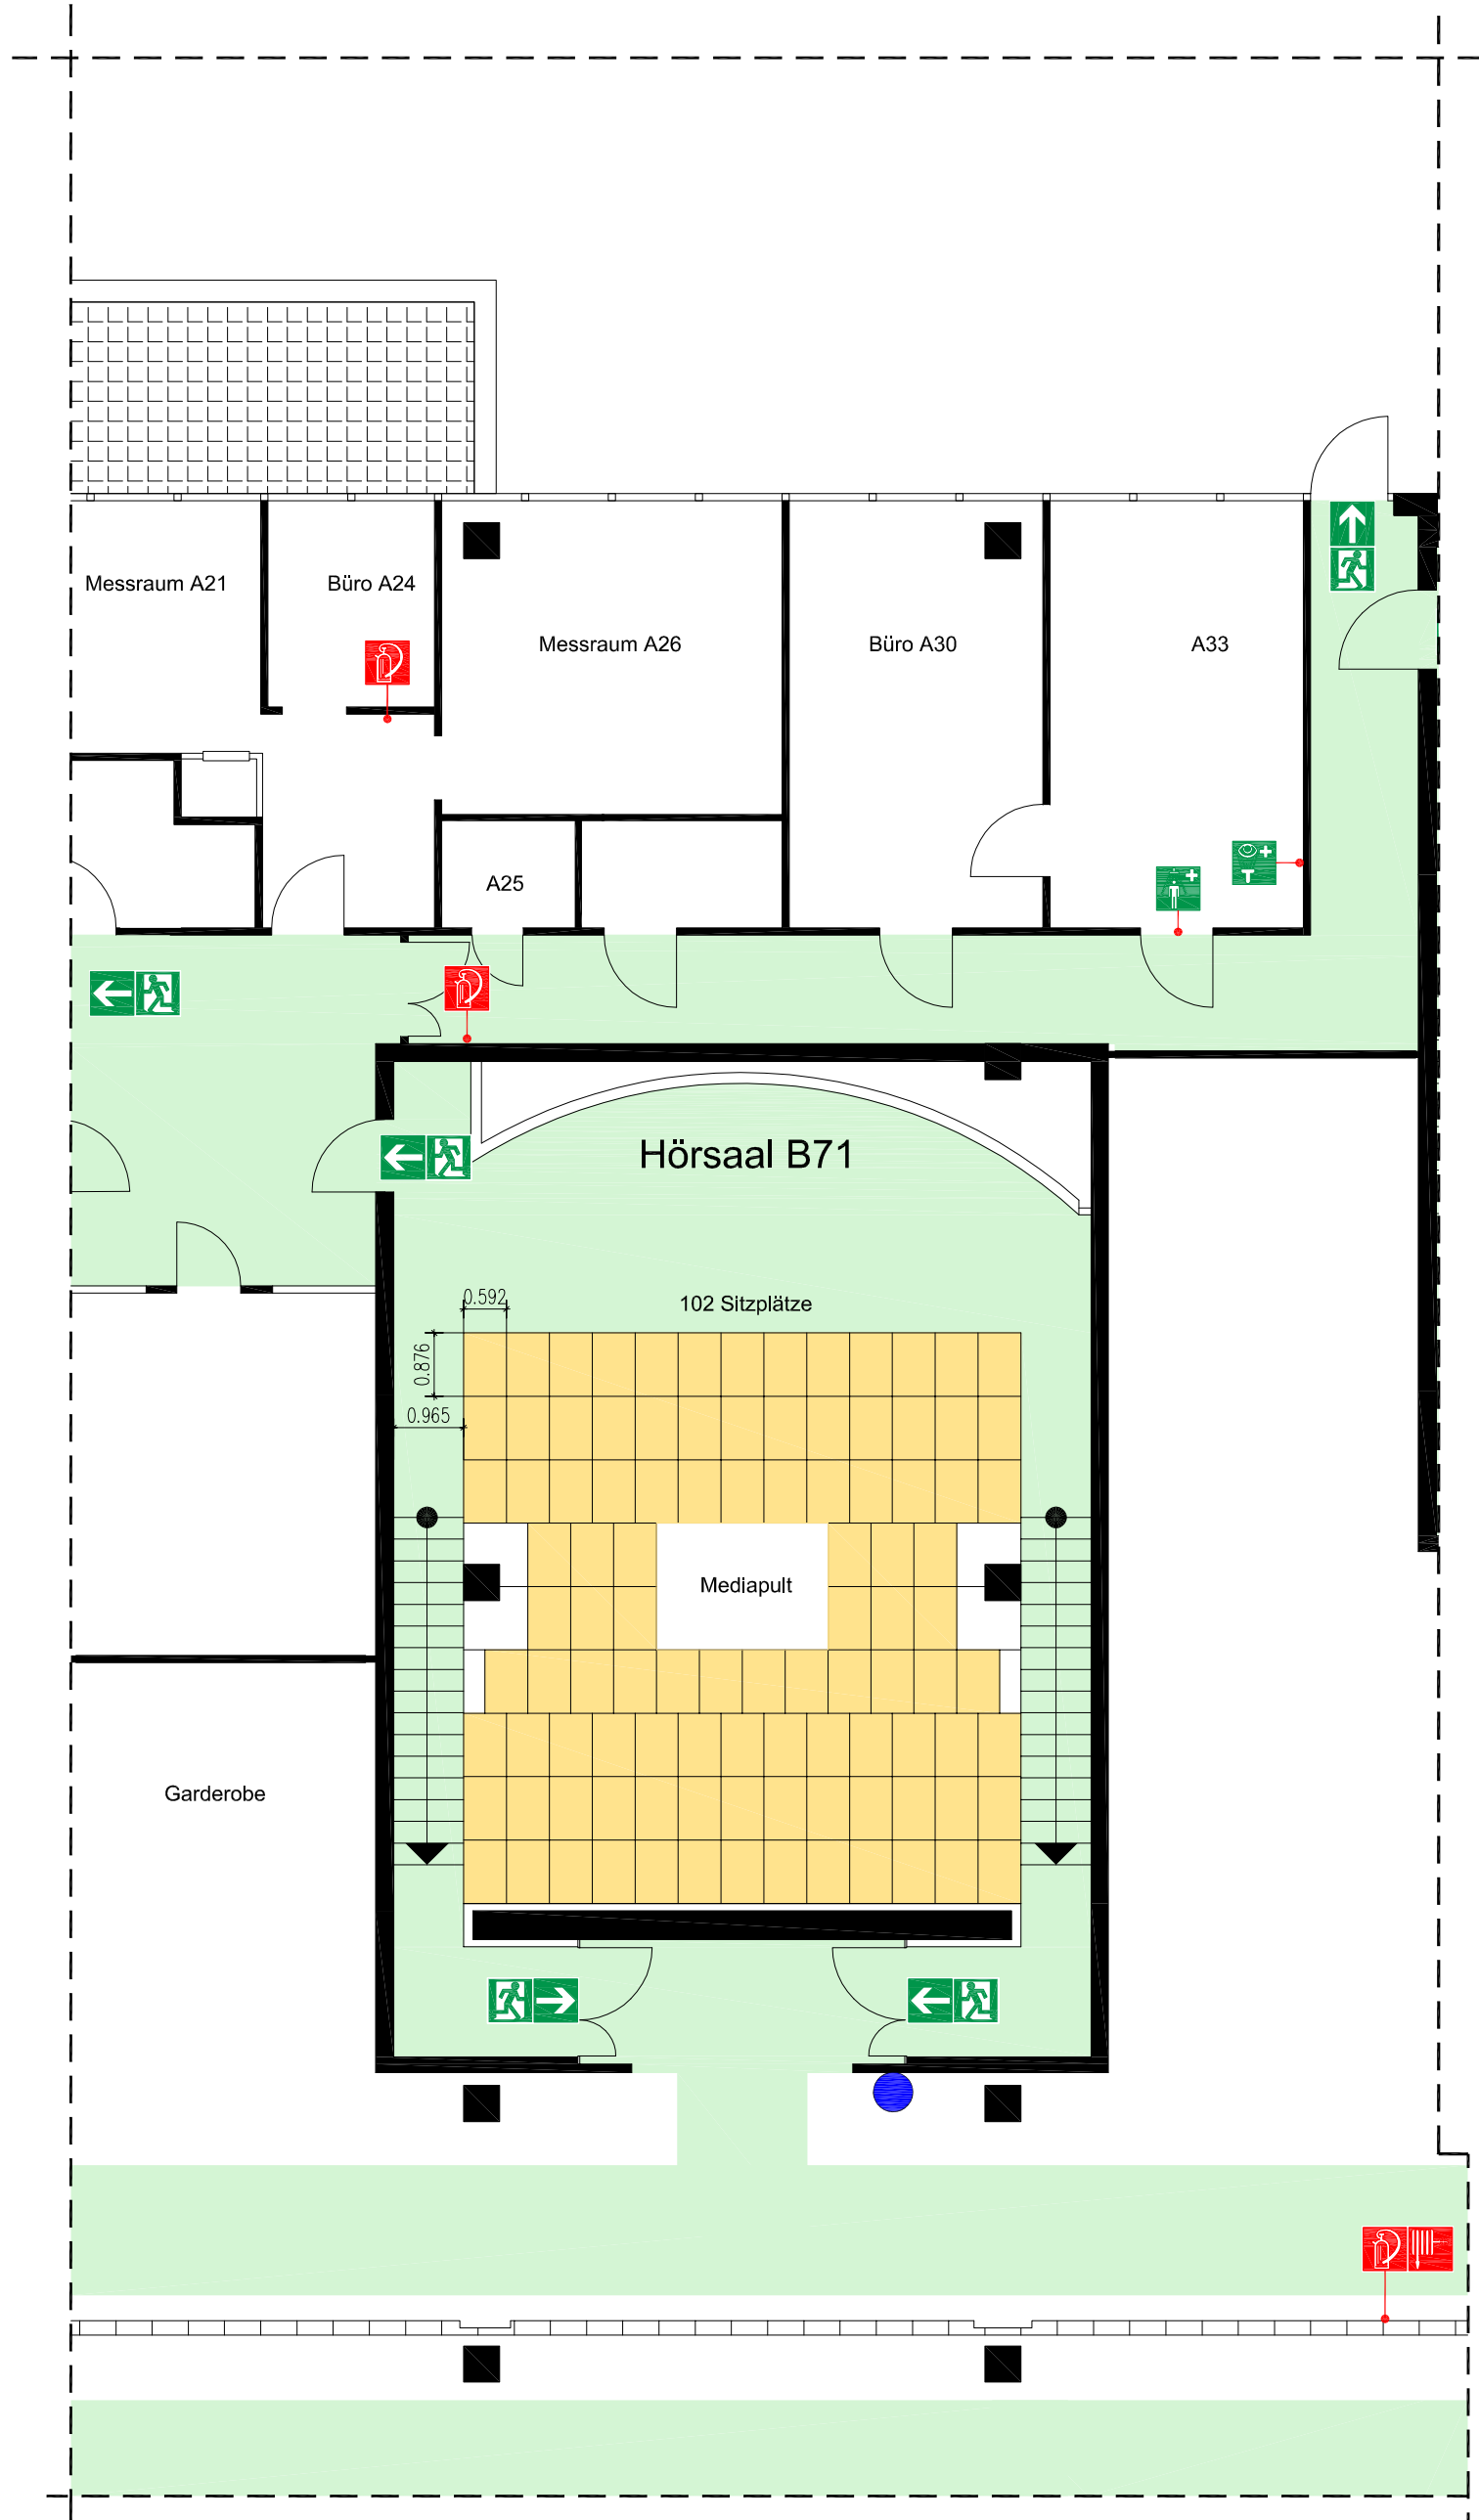 Messraum A21
Büro A24
Messraum A26
Büro A30
A33
A25
Hörsaal B71
102 Sitzplätze
0.592
0.876
0.965
Mediapult
Garderobe